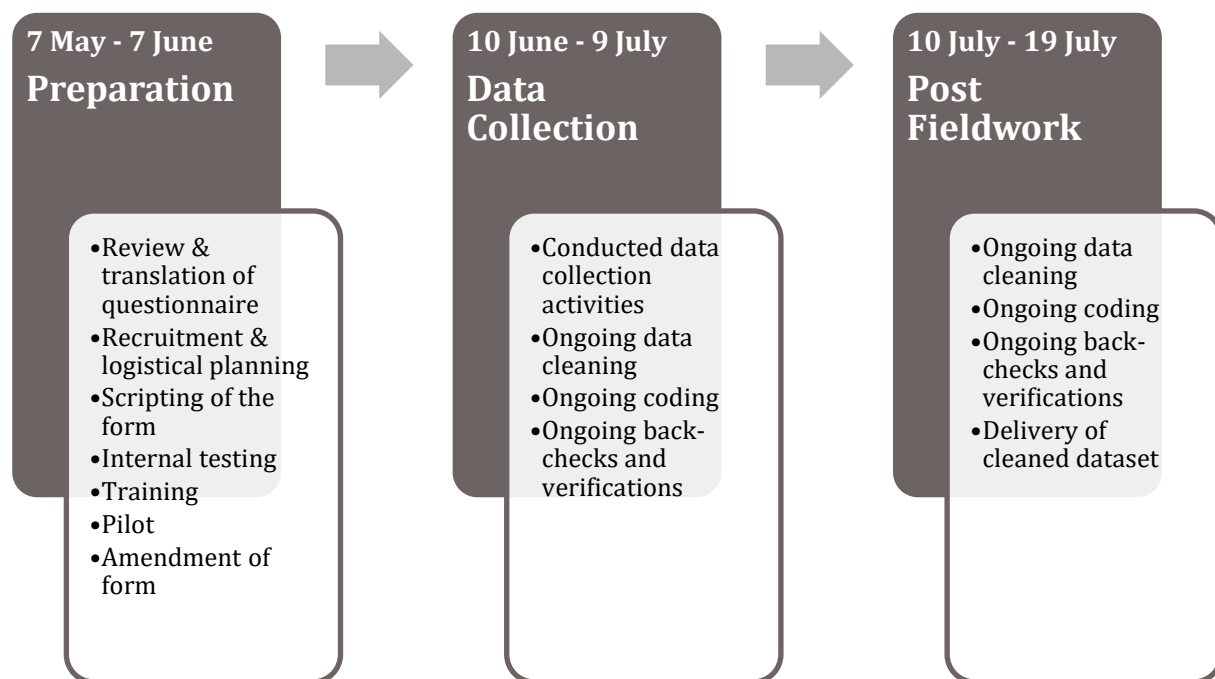 7 May - 7 June
Preparation
•Review &
translation of
questionnaire
•Recruitment &
logistical planning
•Scripting of the
form
•Internal testing
•Training
•Pilot
•Amendment of
form
10 June - 9 July
Data
Collection
•Conducted data
collection
activities
•Ongoing data
cleaning
•Ongoing coding
•Ongoing back-
checks and
verifications
10 July - 19 July
Post
Fieldwork
•Ongoing data
cleaning
•Ongoing coding
•Ongoing back-
checks and
verifications
•Delivery of
cleaned dataset